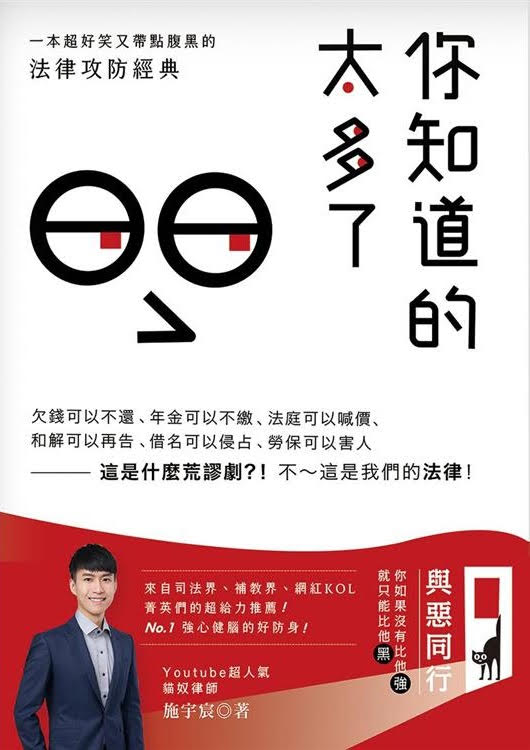 一本超好笑又帶點腹黑的
法律攻防經典
你知道的
太多了
欠錢可以不還、年金可以不繳、法庭可以喊價、
和解可以再告、借名可以侵占、勞保可以害人
——— 這是什麼荒謬劇?! 不～這是我們的法律!
來自司法界、補教界、網紅KOL
菁英們的超給力推薦!
No.1 強心健腦的好防身!
Youtube超人氣
貓奴律師
施宇宸◎著
與惡同行
你如果沒有比他強
就只能比他黑